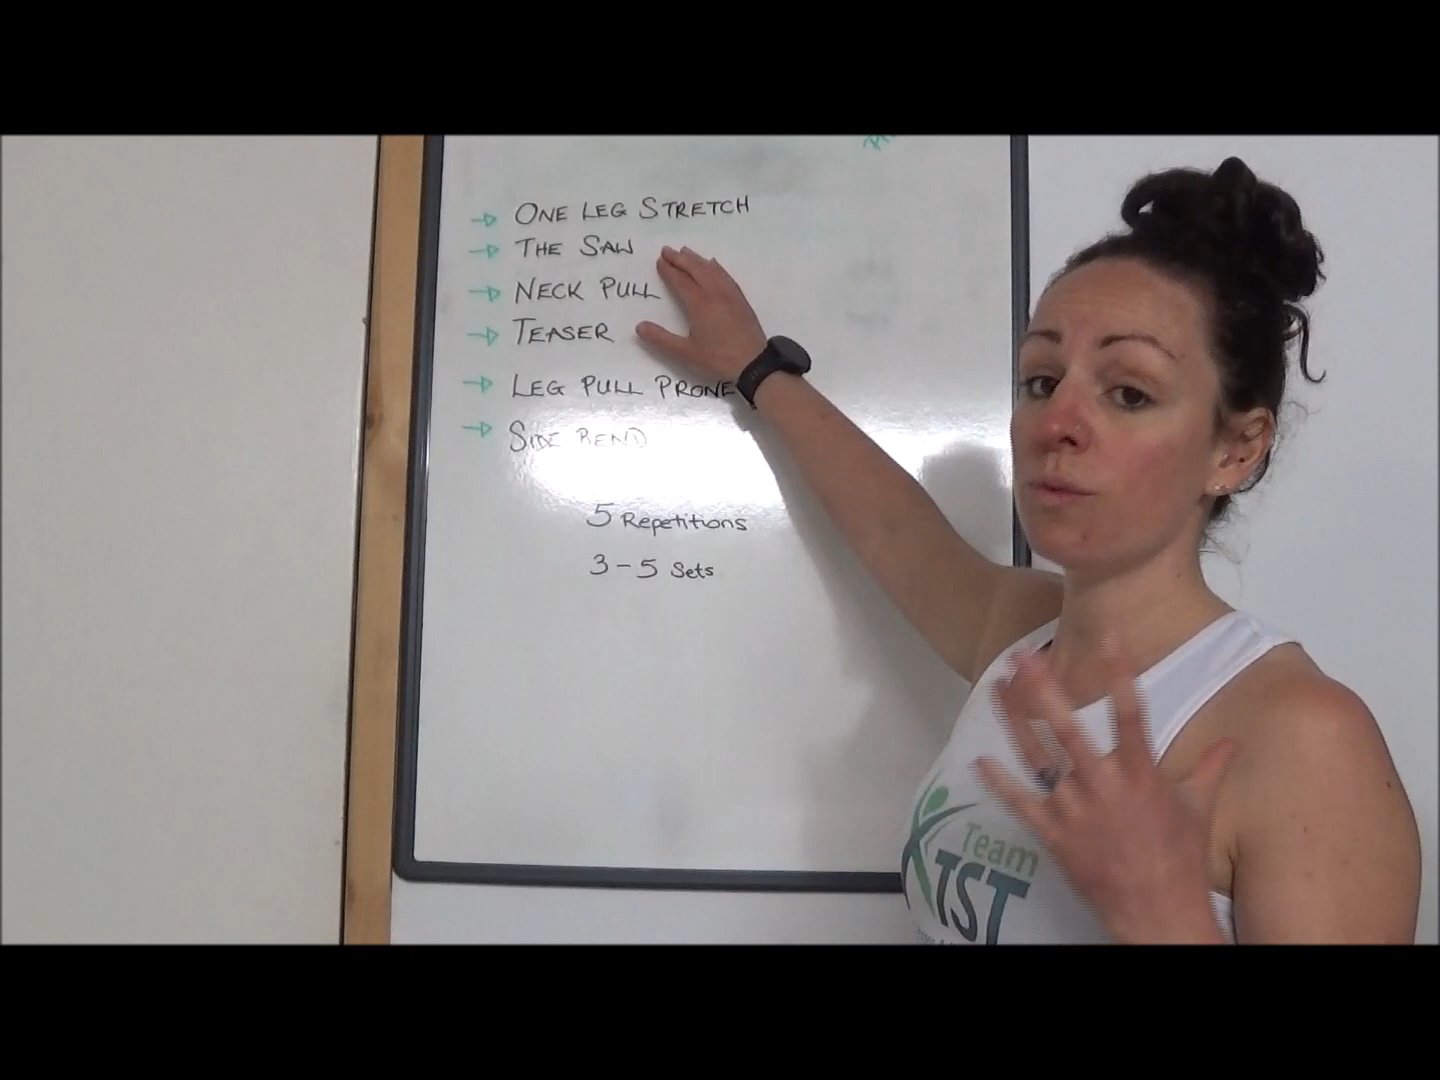 ONE LEG STRETCH
THE SAW
NECK PULL
TEASER
LEG PULL PRONE
SIDE BEND
5 Repetitions
3-5 Sets
Team
TST